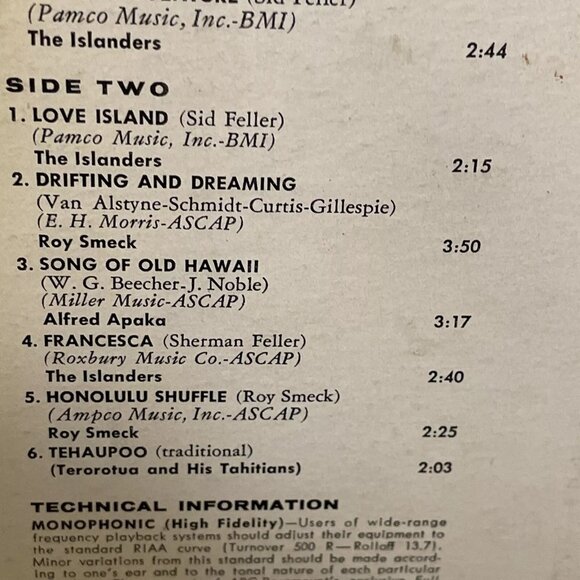 (Sid Feller)
(Pamco Music, Inc.-BMI)
The Islanders 2:44
SIDE TWO
1. LOVE ISLAND (Sid Feller)
(Pamco Music, Inc.-BMI)
The Islanders 2:15
2. DRIFTING AND DREAMING
(Van Alstyne-Schmidt-Curtis-Gillespie)
(E. H. Morris-ASCAP)
Roy Smeck 3:50
3. SONG OF OLD HAWAII
(W. G. Beecher-J. Noble)
(Miller Music-ASCAP)
Alfred Apaka 3:17
4. FRANCESCA (Sherman Feller)
(Roxbury Music Co.-ASCAP)
The Islanders 2:40
5. HONOLULU SHUFFLE (Roy Smeck)
(Ampco Music, Inc.-ASCAP)
Roy Smeck 2:25
6. TEHAUPOO (traditional)
(Terorotua and His Tahitians) 2:03
TECHNICAL INFORMATION
MONOPHONIC (High Fidelity)—Users of wide-range
frequency playback systems should adjust their equipment to
the standard RIAA curve (Turnover 500 R—Rolloff 13.7).
Minor variations from this standard should be made accord-
ing to one's ear and to the tonal nature of each particular